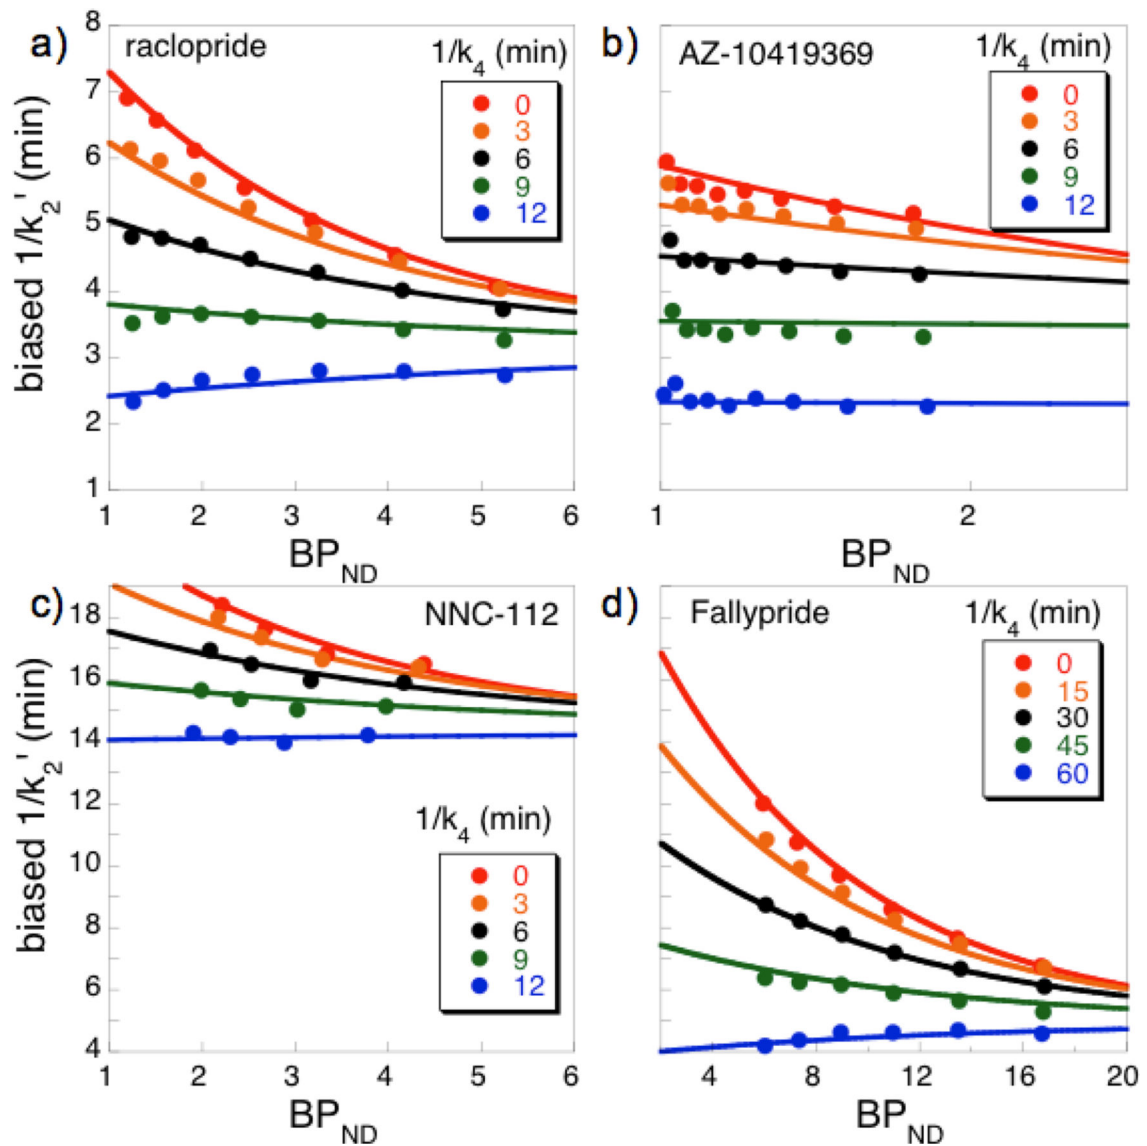 a)
raclopride
1/k4 (min)
0
3
6
9
12
biased 1/k2' (min)
8
7
6
5
4
3
2
1
1 2 3 4 5 6
BPND
b)
AZ-10419369
1/k4 (min)
0
3
6
9
12
1 2
BPND
c)
NNC-112
1/k4 (min)
0
3
6
9
12
biased 1/k2' (min)
18
16
14
12
10
8
6
4
1 2 3 4 5 6
BPND
d)
Fallypride
1/k4 (min)
0
15
30
45
60
4 8 12 16 20
BPND